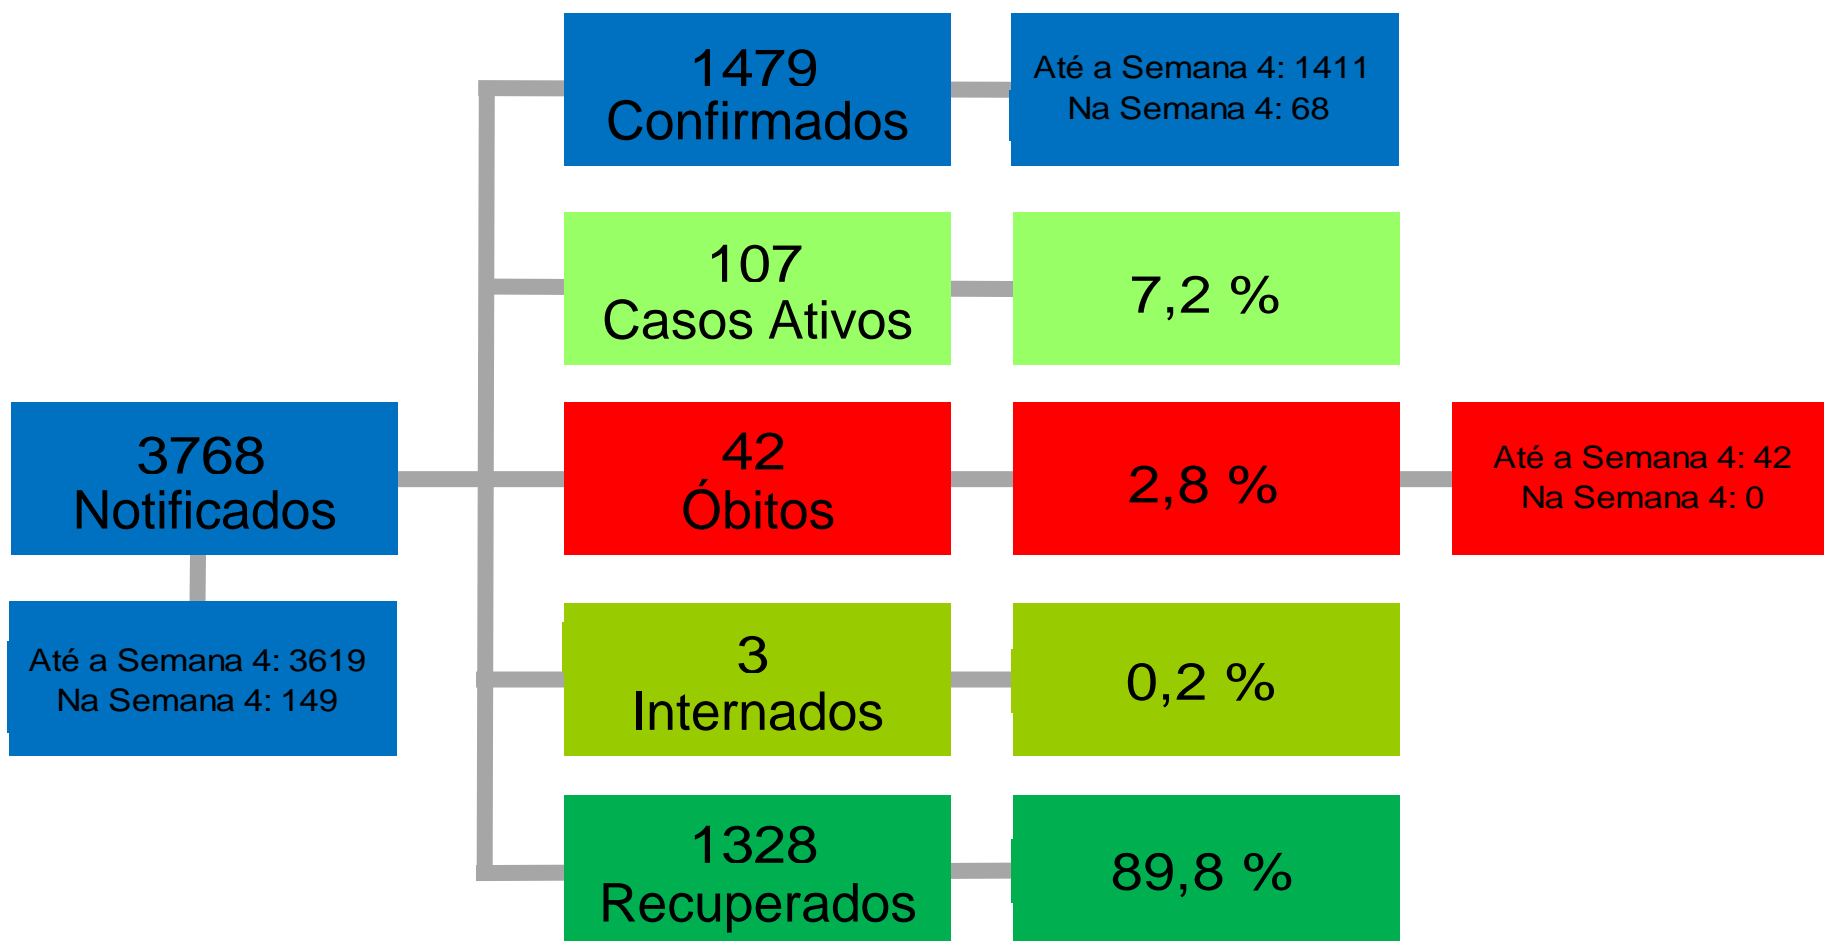 1479
Confirmados
Até a Semana 4: 1411
Na Semana 4: 68
107
Casos Ativos
7,2 %
3768
Notificados
42
Óbitos
2,8 %
Até a Semana 4: 42
Na Semana 4: 0
Até a Semana 4: 3619
Na Semana 4: 149
3
Internados
0,2 %
1328
Recuperados
89,8 %